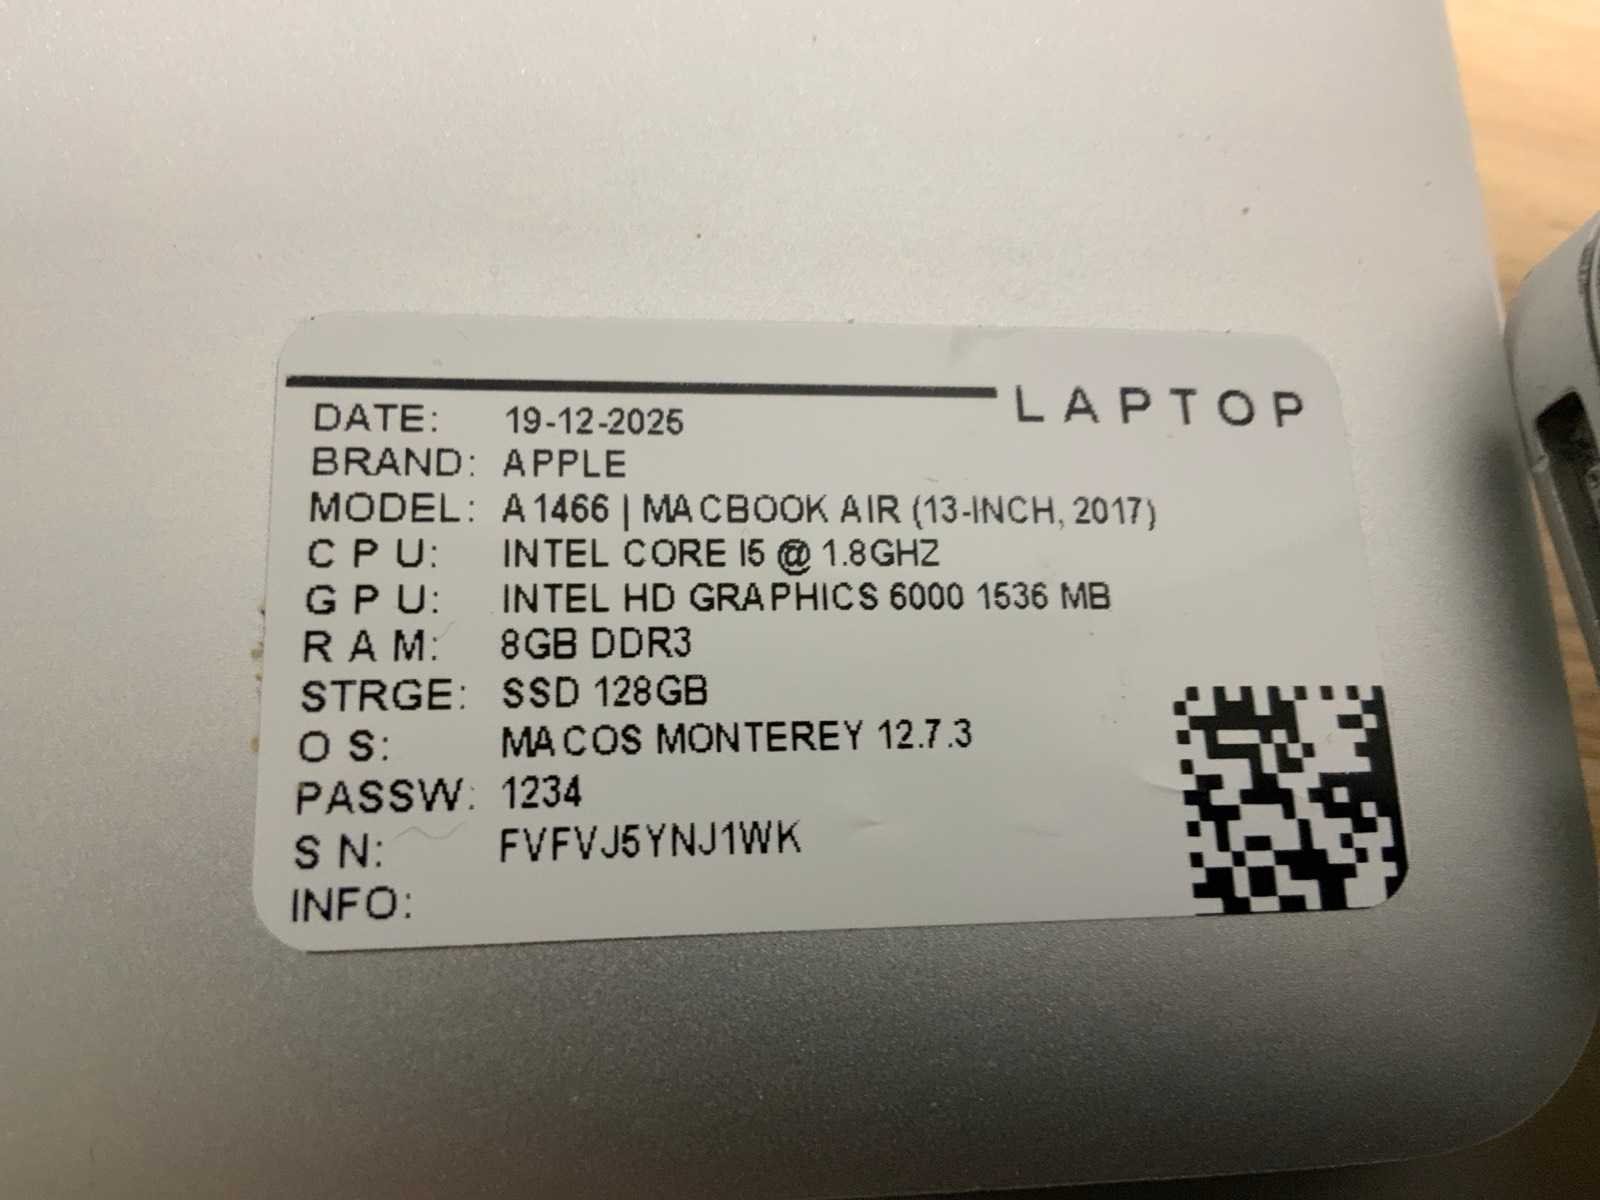 LAPTOP
DATE: 19-12-2025
BRAND: APPLE
MODEL: A1466 | MACBOOK AIR (13-INCH, 2017)
CPU: INTEL CORE I5 @ 1.8GHZ
GPU: INTEL HD GRAPHICS 6000 1536 MB
RAM: 8GB DDR3
STRGE: SSD 128GB
OS: MACOS MONTEREY 12.7.3
PASSW: 1234
SN: FVFVJ5YNJ1WK
INFO: